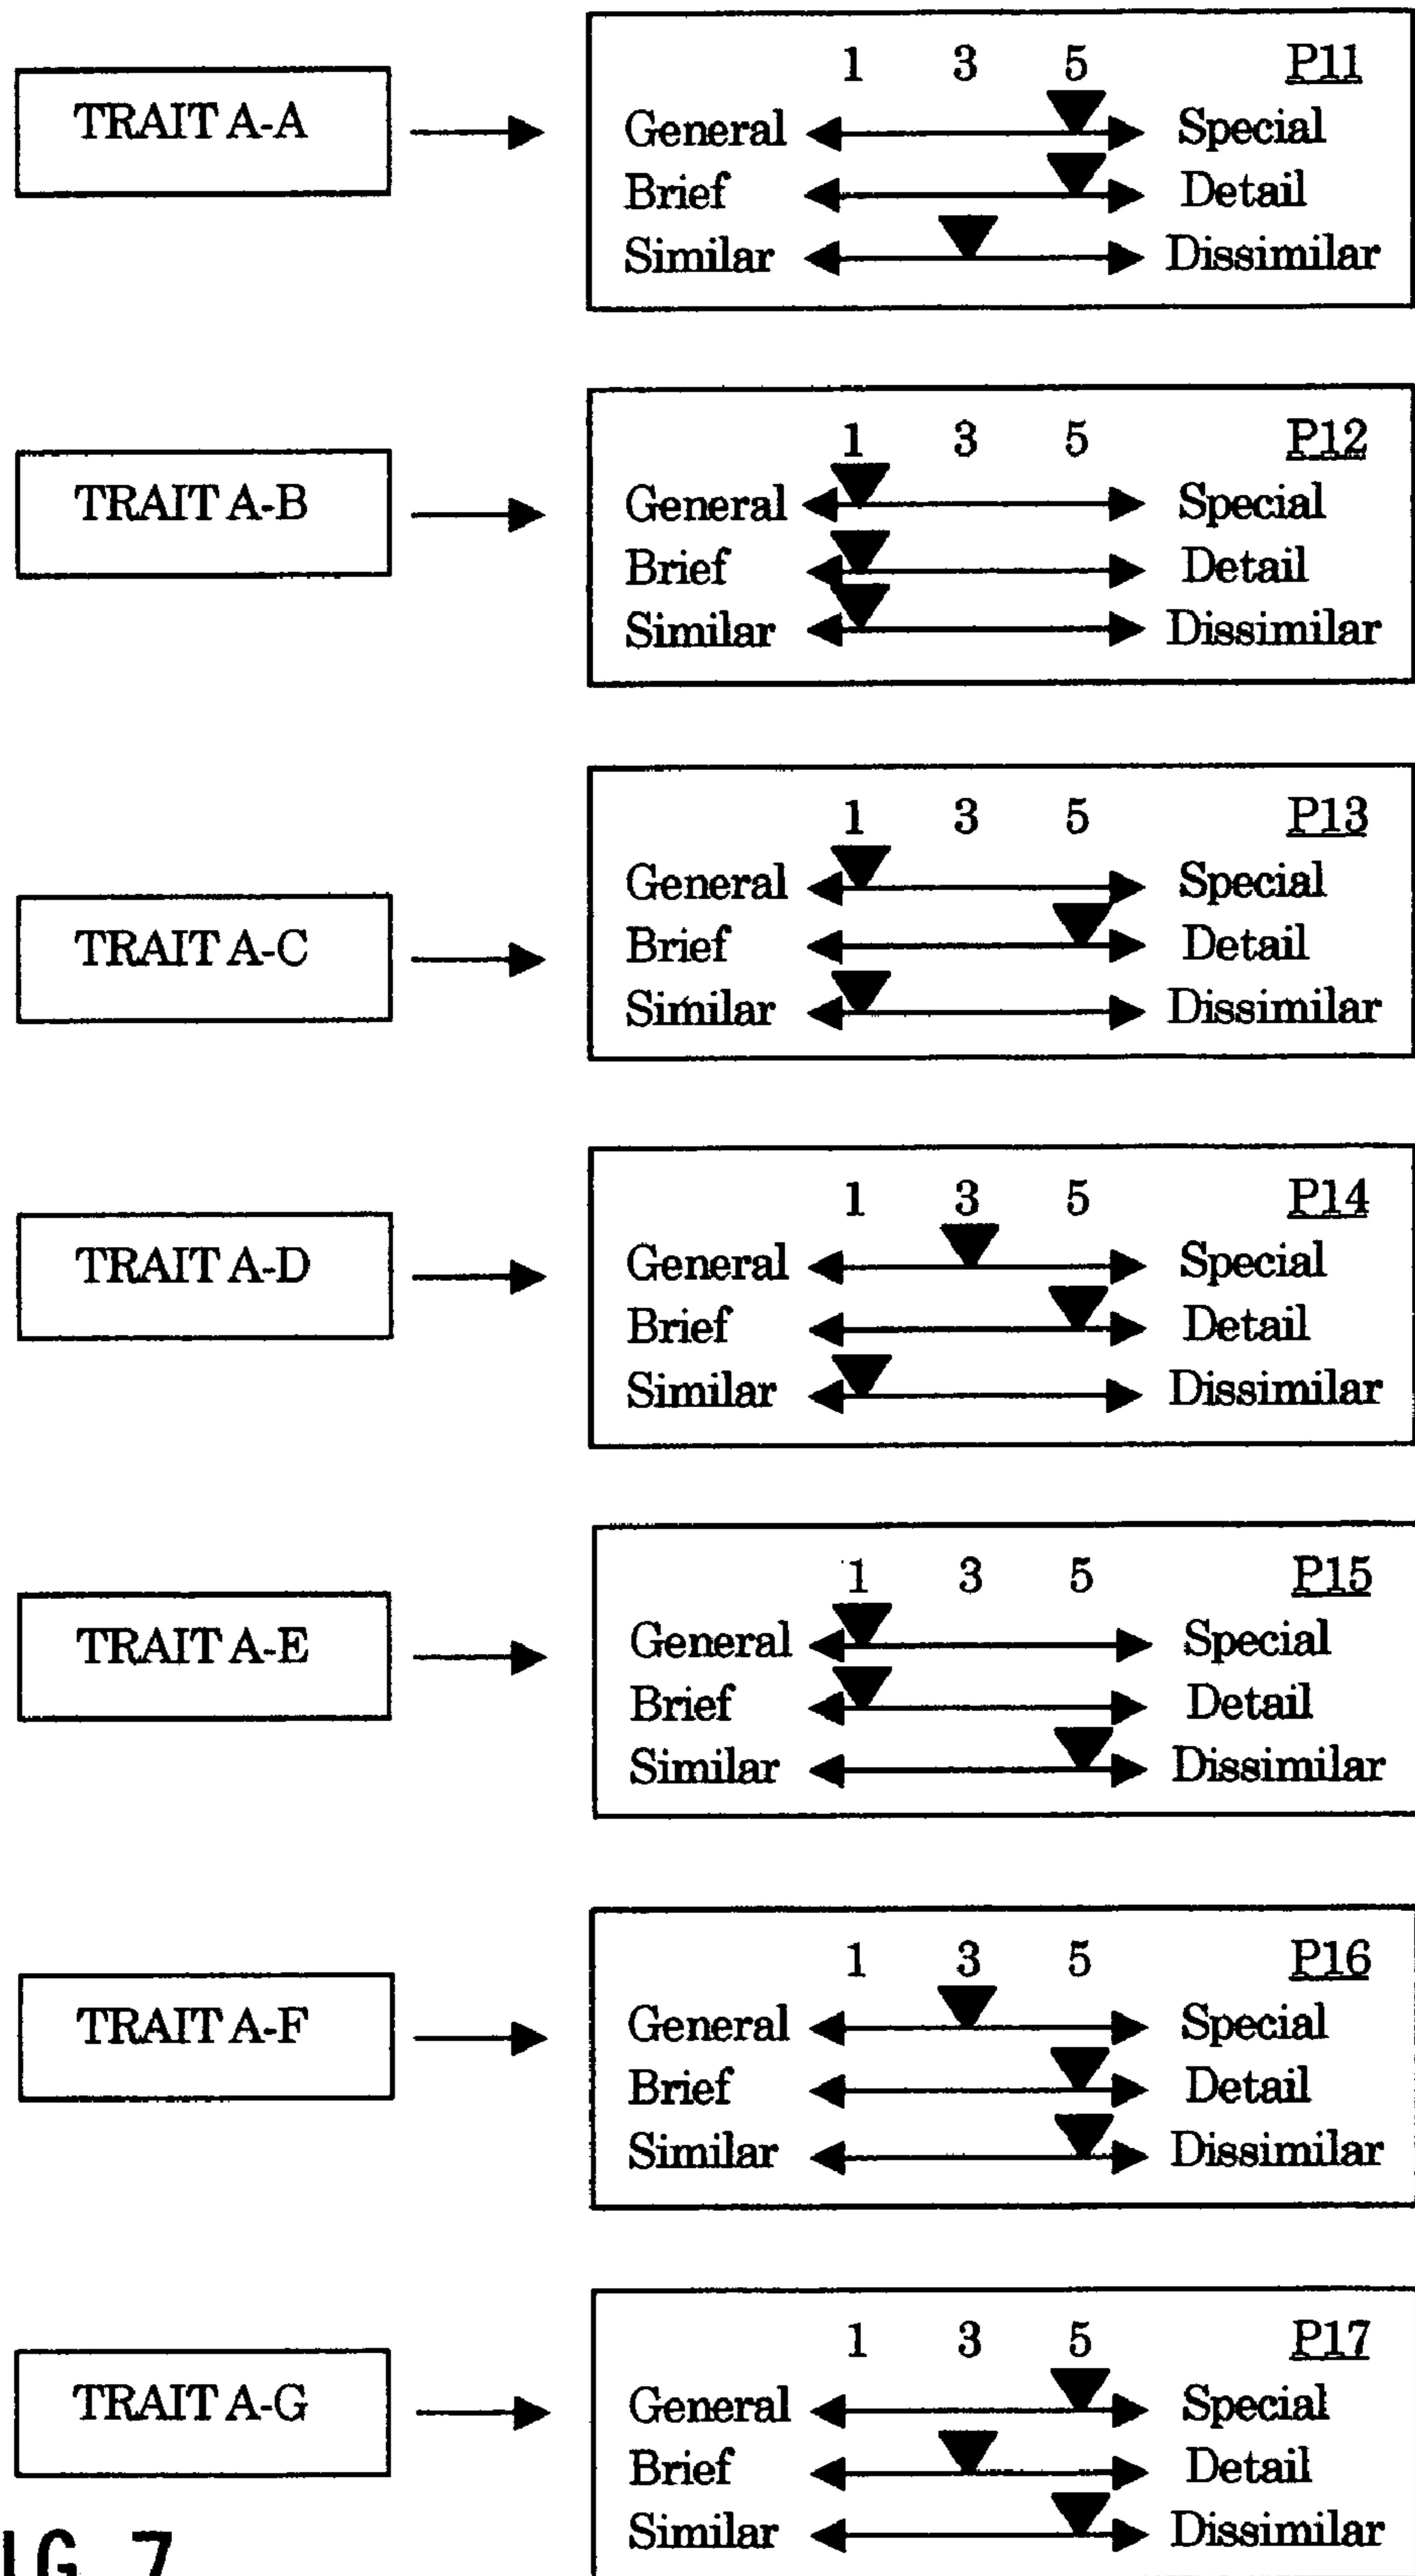 1 3 5 P11
TRAIT A-A
General Special
Brief Detail
Similar Dissimilar
1 3 5 P12
TRAIT A-B
General Special
Brief Detail
Similar Dissimilar
1 3 5 P13
General Special
TRAIT A-C
Brief Detail
Similar Dissimilar
1 3 5 P14
TRAIT A-D
General Special
Brief Detail
Similar Dissimilar
1 3 5 P15
TRAIT A-E
General Special
Brief Detail
Similar Dissimilar
1 3 5 P16
TRAIT A-F
General Special
Brief Detail
Similar Dissimilar
1 3 5 P17
TRAIT A-G
General Special
Brief Detail
Similar Dissimilar
IG. 7